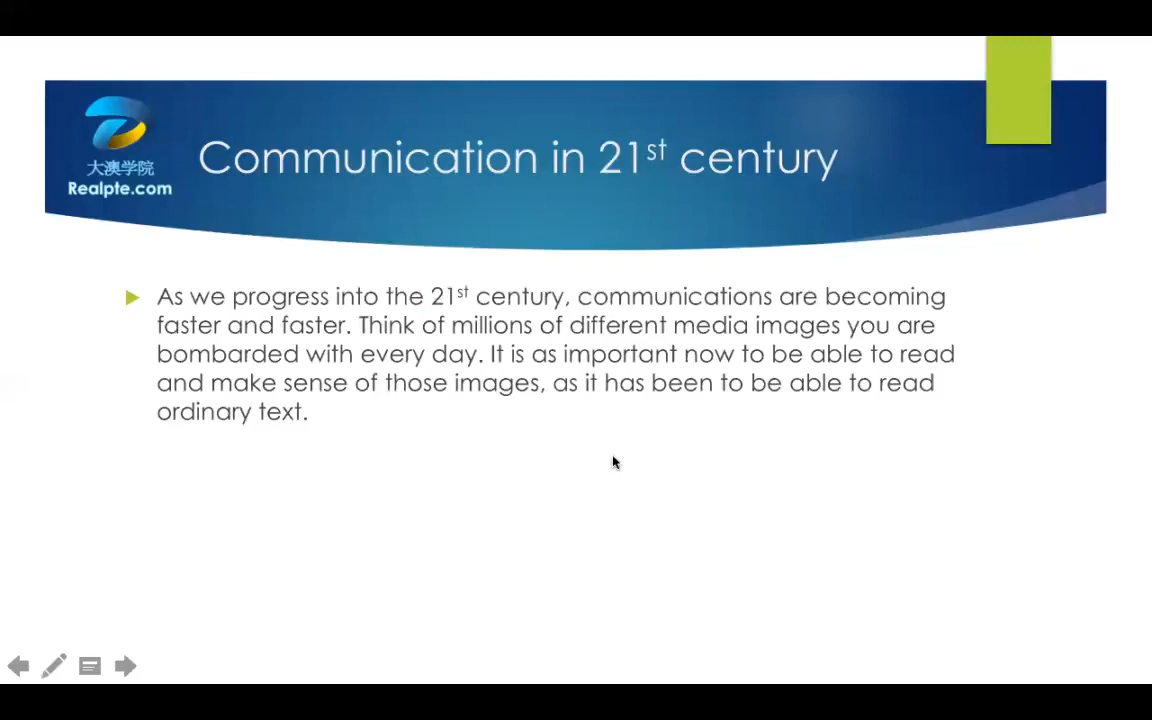 大澳学院
Realpte.com
Communication in 21st century
As we progress into the 21st century, communications are becoming
faster and faster. Think of millions of different media images you are
bombarded with every day. It is as important now to be able to read
and make sense of those images, as it has been to be able to read
ordinary text.